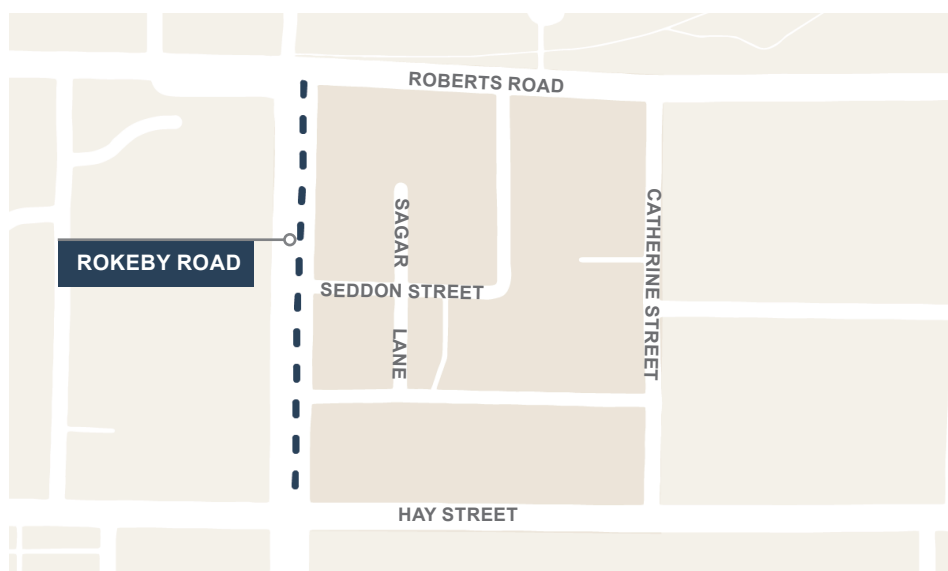 ROBERTS ROAD
SAGAR LANE
CATHERINE STREET
ROKEBY ROAD
SEDDON STREET
HAY STREET